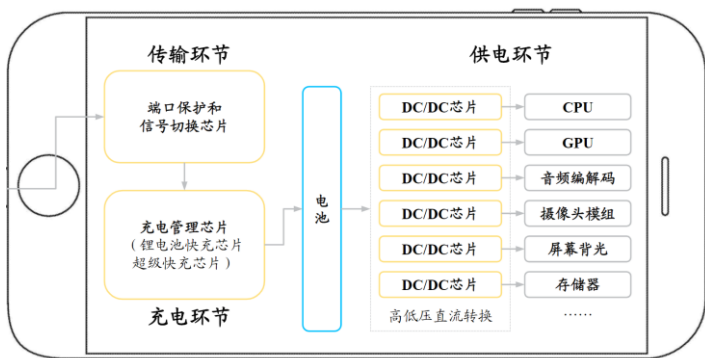 传输环节
供电环节
端口保护和
信号切换芯片
充电管理芯片
（锂电池快充芯片
超级快充芯片）
充电环节
电池
DC/DC芯片
CPU
DC/DC芯片
GPU
DC/DC芯片
音频编解码
DC/DC芯片
摄像头模组
DC/DC芯片
屏幕背光
DC/DC芯片
存储器
高低压直流转换
……